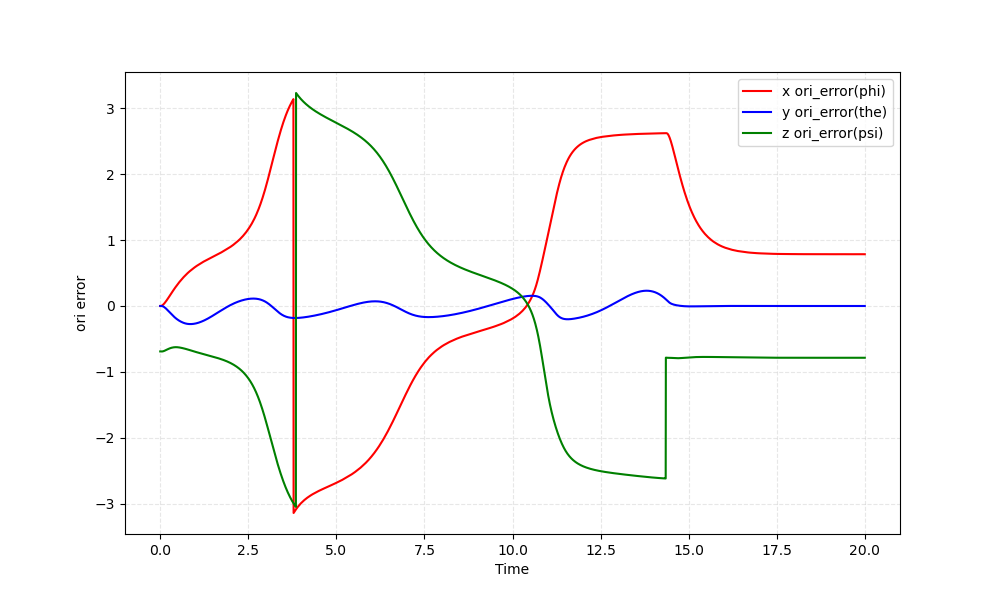 x ori_error(phi)
y ori_error(the)
z ori_error(psi)
ori error
3
2
1
0
−1
−2
−3
0.0 2.5 5.0 7.5 10.0 12.5 15.0 17.5 20.0
Time